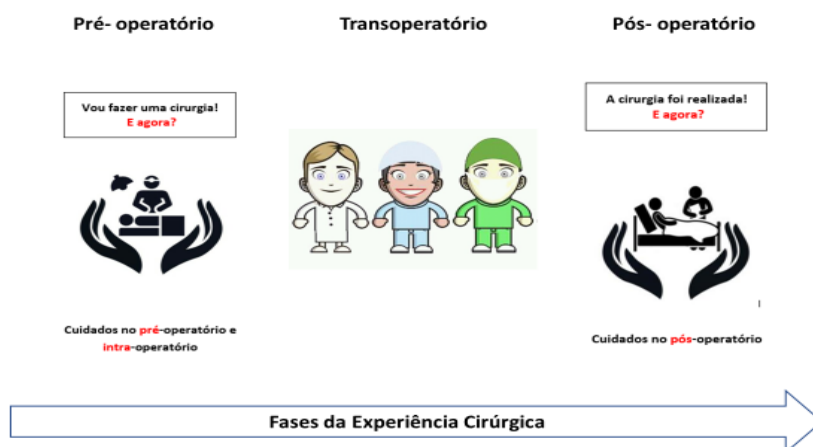 Pré- operatório
Transoperatório
Pós- operatório
Vou fazer uma cirurgia!
E agora?
A cirurgia foi realizada!
E agora?
Cuidados no pré-operatório e
intra-operatório
Cuidados no pós-operatório
Fases da Experiência Cirúrgica